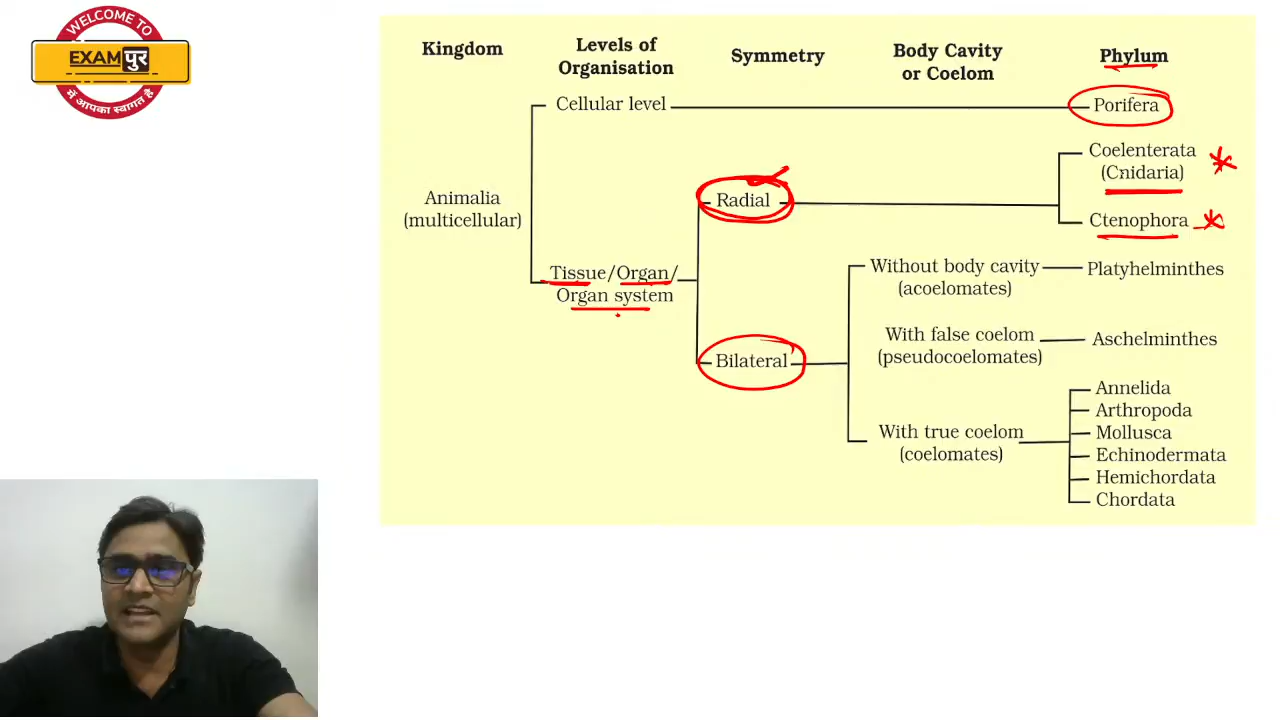 WELCOME TO
EXAMपुर
में आपका स्वागत है
Kingdom
Levels of
Organisation
Symmetry
Body Cavity
or Coelom
Phylum
Cellular level
Porifera
Animalia
(multicellular)
Tissue/Organ/
Organ system
Radial
Coelenterata
(Cnidaria)
Ctenophora
Bilateral
Without body cavity
(acoelomates)
Platyhelminthes
With false coelom
(pseudocoelomates)
Aschelminthes
With true coelom
(coelomates)
Annelida
Arthropoda
Mollusca
Echinodermata
Hemichordata
Chordata